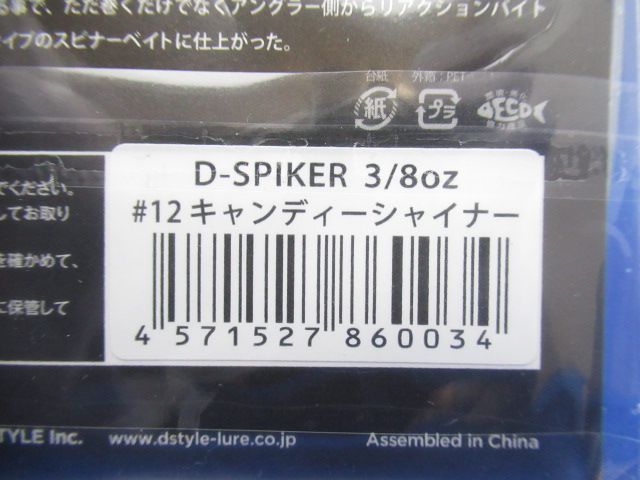 る事で、ただ巻くだけでなくアングラー側からリアクションバイト
イプのスピナーベイトに仕上がった。
台紙 外箱:PET
紙 プラ ECO
でください。
してお取り
を確かめて、
に保管して
D-SPIKER 3/8oz
#12キャンディーシャイナー
4 571527 860034
STYLE Inc. www.dstyle-lure.co.jp Assembled in China